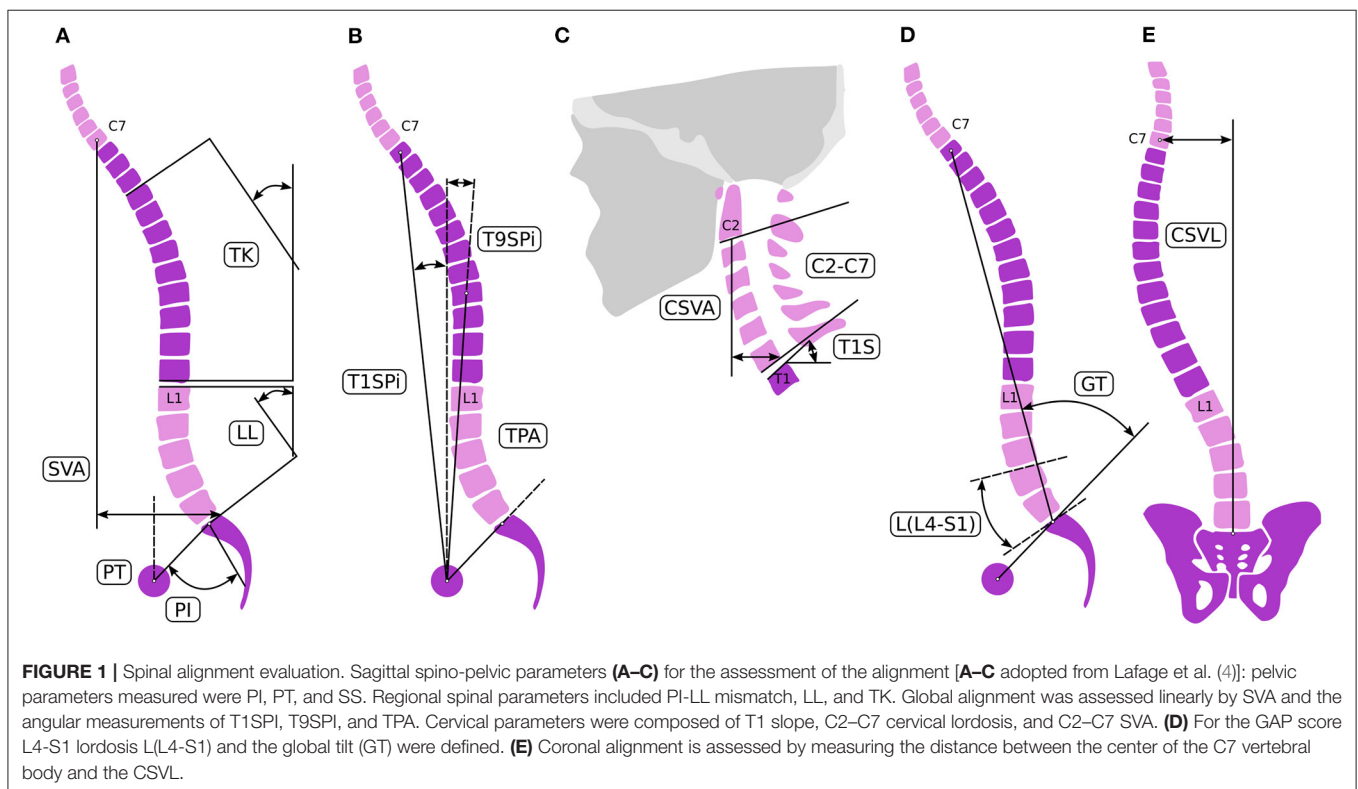 A
B
C
D
E
C7
TK
L1
LL
SVA
PT
PI
C7
T9SPi
T1SPi
L1
TPA
C2
C2-C7
CSVA
T1S
T1
C7
L1
GT
L(L4-S1)
C7
CSVL
L1
FIGURE 1 | Spinal alignment evaluation. Sagittal spino-pelvic parameters (A–C) for the assessment of the alignment [A–C adopted from Lafage et al. (4)]: pelvic
parameters measured were PI, PT, and SS. Regional spinal parameters included PI-LL mismatch, LL, and TK. Global alignment was assessed linearly by SVA and the
angular measurements of T1SPI, T9SPI, and TPA. Cervical parameters were composed of T1 slope, C2–C7 cervical lordosis, and C2–C7 SVA. (D) For the GAP score
L4-S1 lordosis L(L4-S1) and the global tilt (GT) were defined. (E) Coronal alignment is assessed by measuring the distance between the center of the C7 vertebral
body and the CSVL.